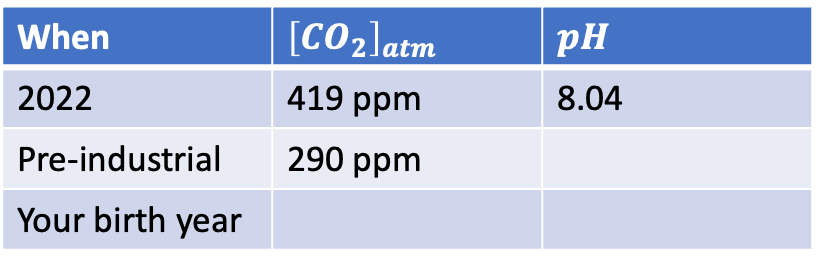 When [CO₂]atm pH
2022 419 ppm 8.04
Pre-industrial 290 ppm
Your birth year